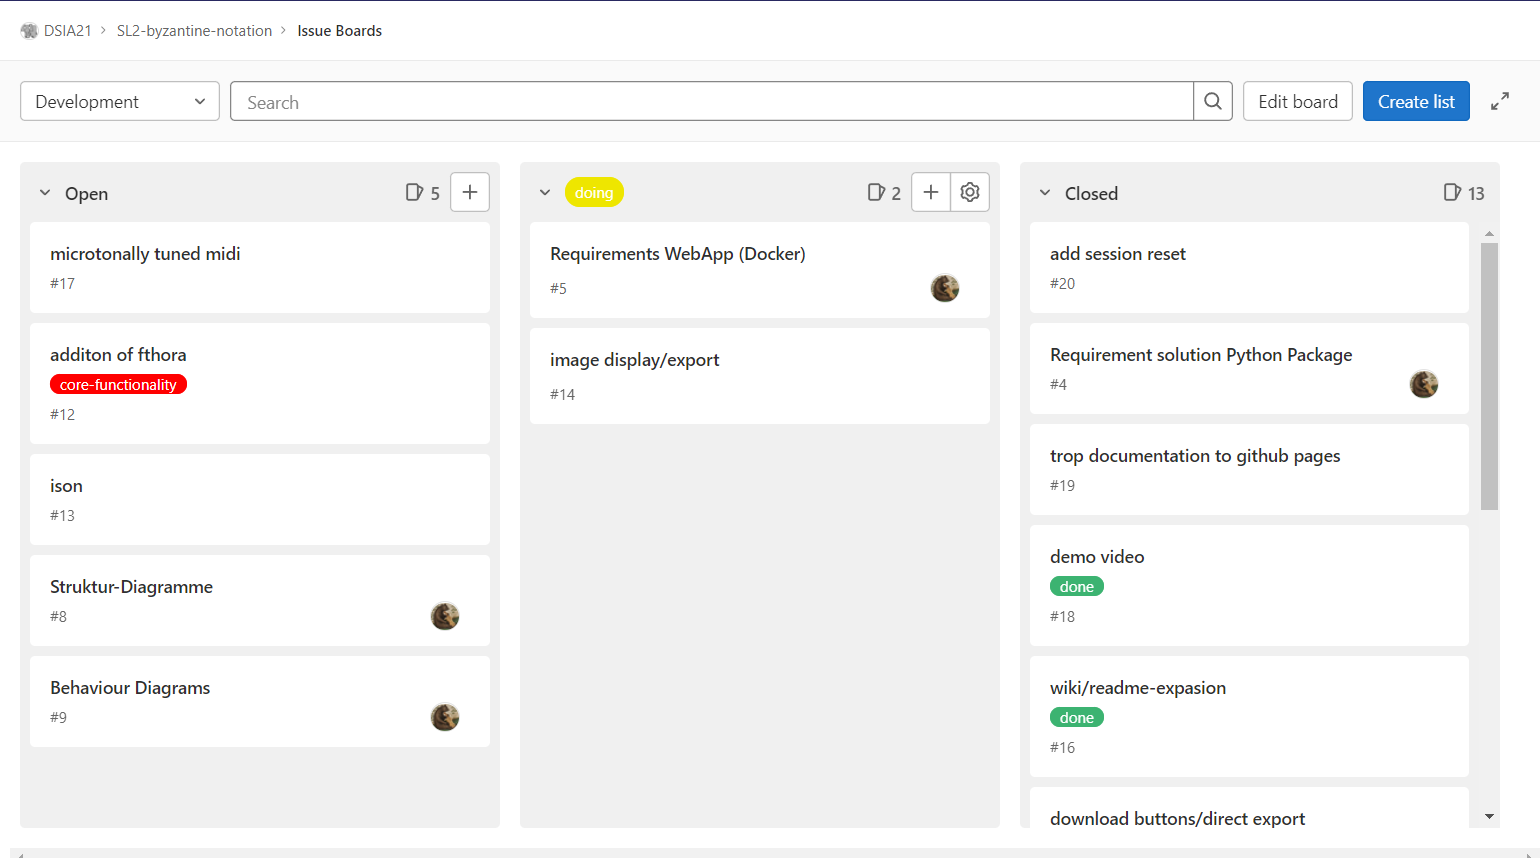 DSIA21 > SL2-byzantine-notation > Issue Boards
Development
Search
Edit board
Create list
Open
5
microtonally tuned midi
#17
additon of fthora
core-functionality
#12
ison
#13
Struktur-Diagramme
#8
Behaviour Diagrams
#9
doing
2
Requirements WebApp (Docker)
#5
image display/export
#14
Closed
13
add session reset
#20
Requirement solution Python Package
#4
trop documentation to github pages
#19
demo video
done
#18
wiki/readme-expasion
done
#16
download buttons/direct export